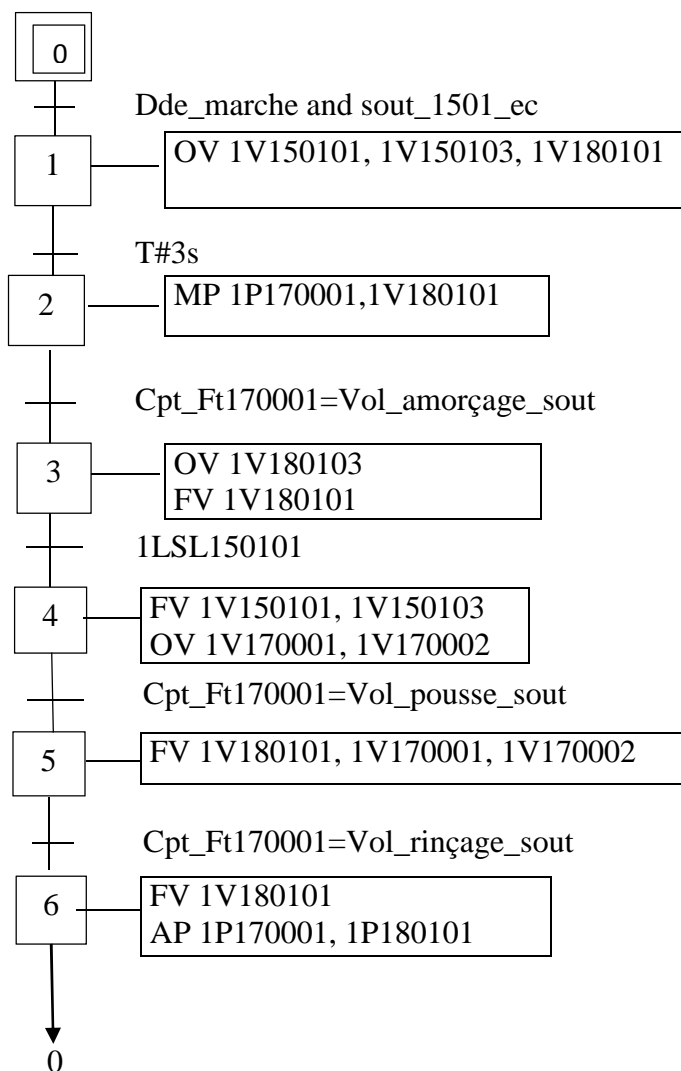 0
Dde_marche and sout_1501_ec
1
OV 1V150101, 1V150103, 1V180101
T#3s
2
MP 1P170001,1V180101
Cpt_Ft170001=Vol_amorçage_sout
3
OV 1V180103
FV 1V180101
1LSL150101
4
FV 1V150101, 1V150103
OV 1V170001, 1V170002
Cpt_Ft170001=Vol_pousse_sout
5
FV 1V180101, 1V170001, 1V170002
Cpt_Ft170001=Vol_rinçage_sout
6
FV 1V180101
AP 1P170001, 1P180101
0